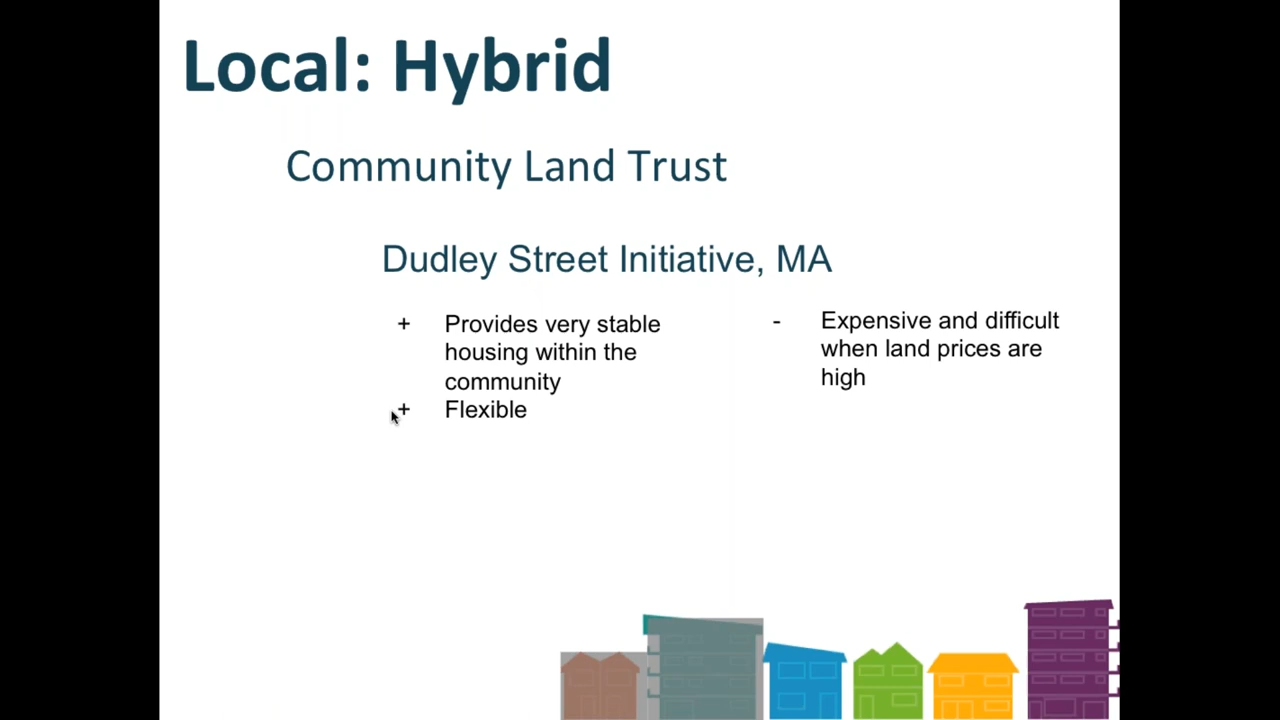 Local: Hybrid
Community Land Trust
Dudley Street Initiative, MA
+ Provides very stable
housing within the
community
+ Flexible
- Expensive and difficult
when land prices are
high